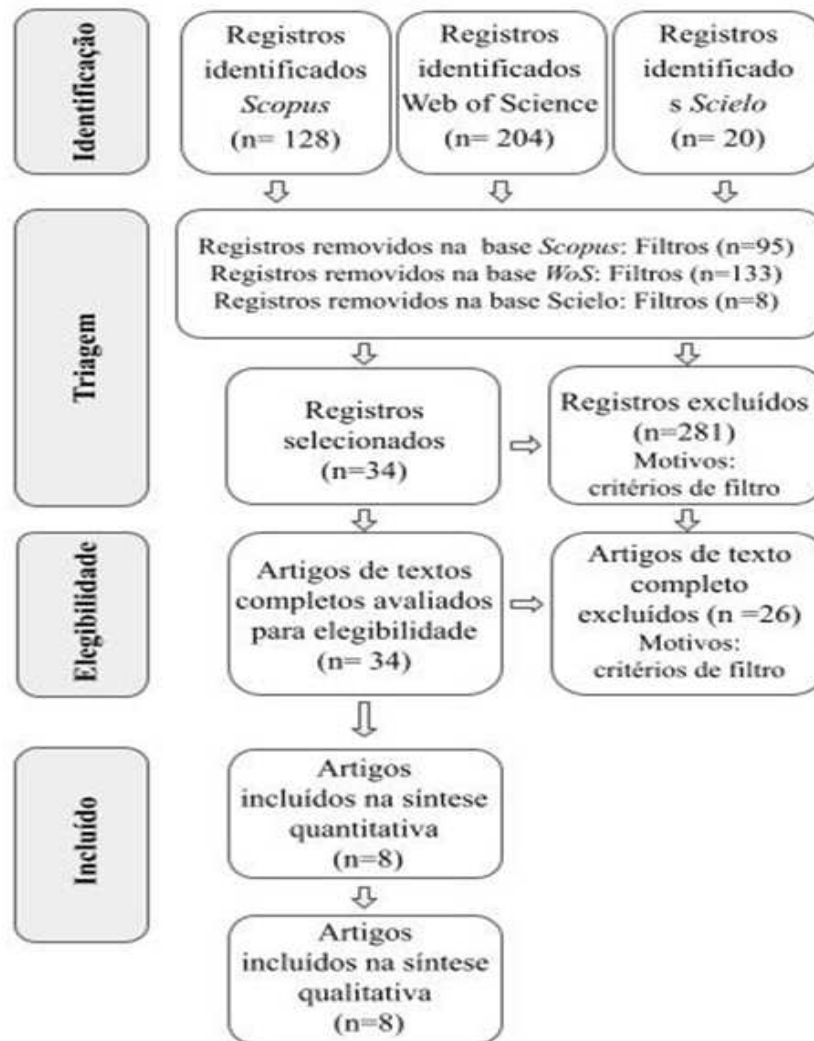 Identificação
Registros
identificados
Scopus
(n= 128)
Registros
identificados
Web of Science
(n= 204)
Registros
identificado
s Scielo
(n= 20)
Triagem
Registros removidos na base Scopus: Filtros (n=95)
Registros removidos na base WoS: Filtros (n=133)
Registros removidos na base Scielo: Filtros (n=8)
Registros
selecionados
(n=34)
Registros excluídos
(n=281)
Motivos:
critérios de filtro
Elegibilidade
Artigos de textos
completos avaliados
para elegibilidade
(n= 34)
Artigos de texto
completo
excluídos (n =26)
Motivos:
critérios de filtro
Incluído
Artigos
incluídos na síntese
quantitativa
(n=8)
Artigos
incluídos na síntese
qualitativa
(n=8)